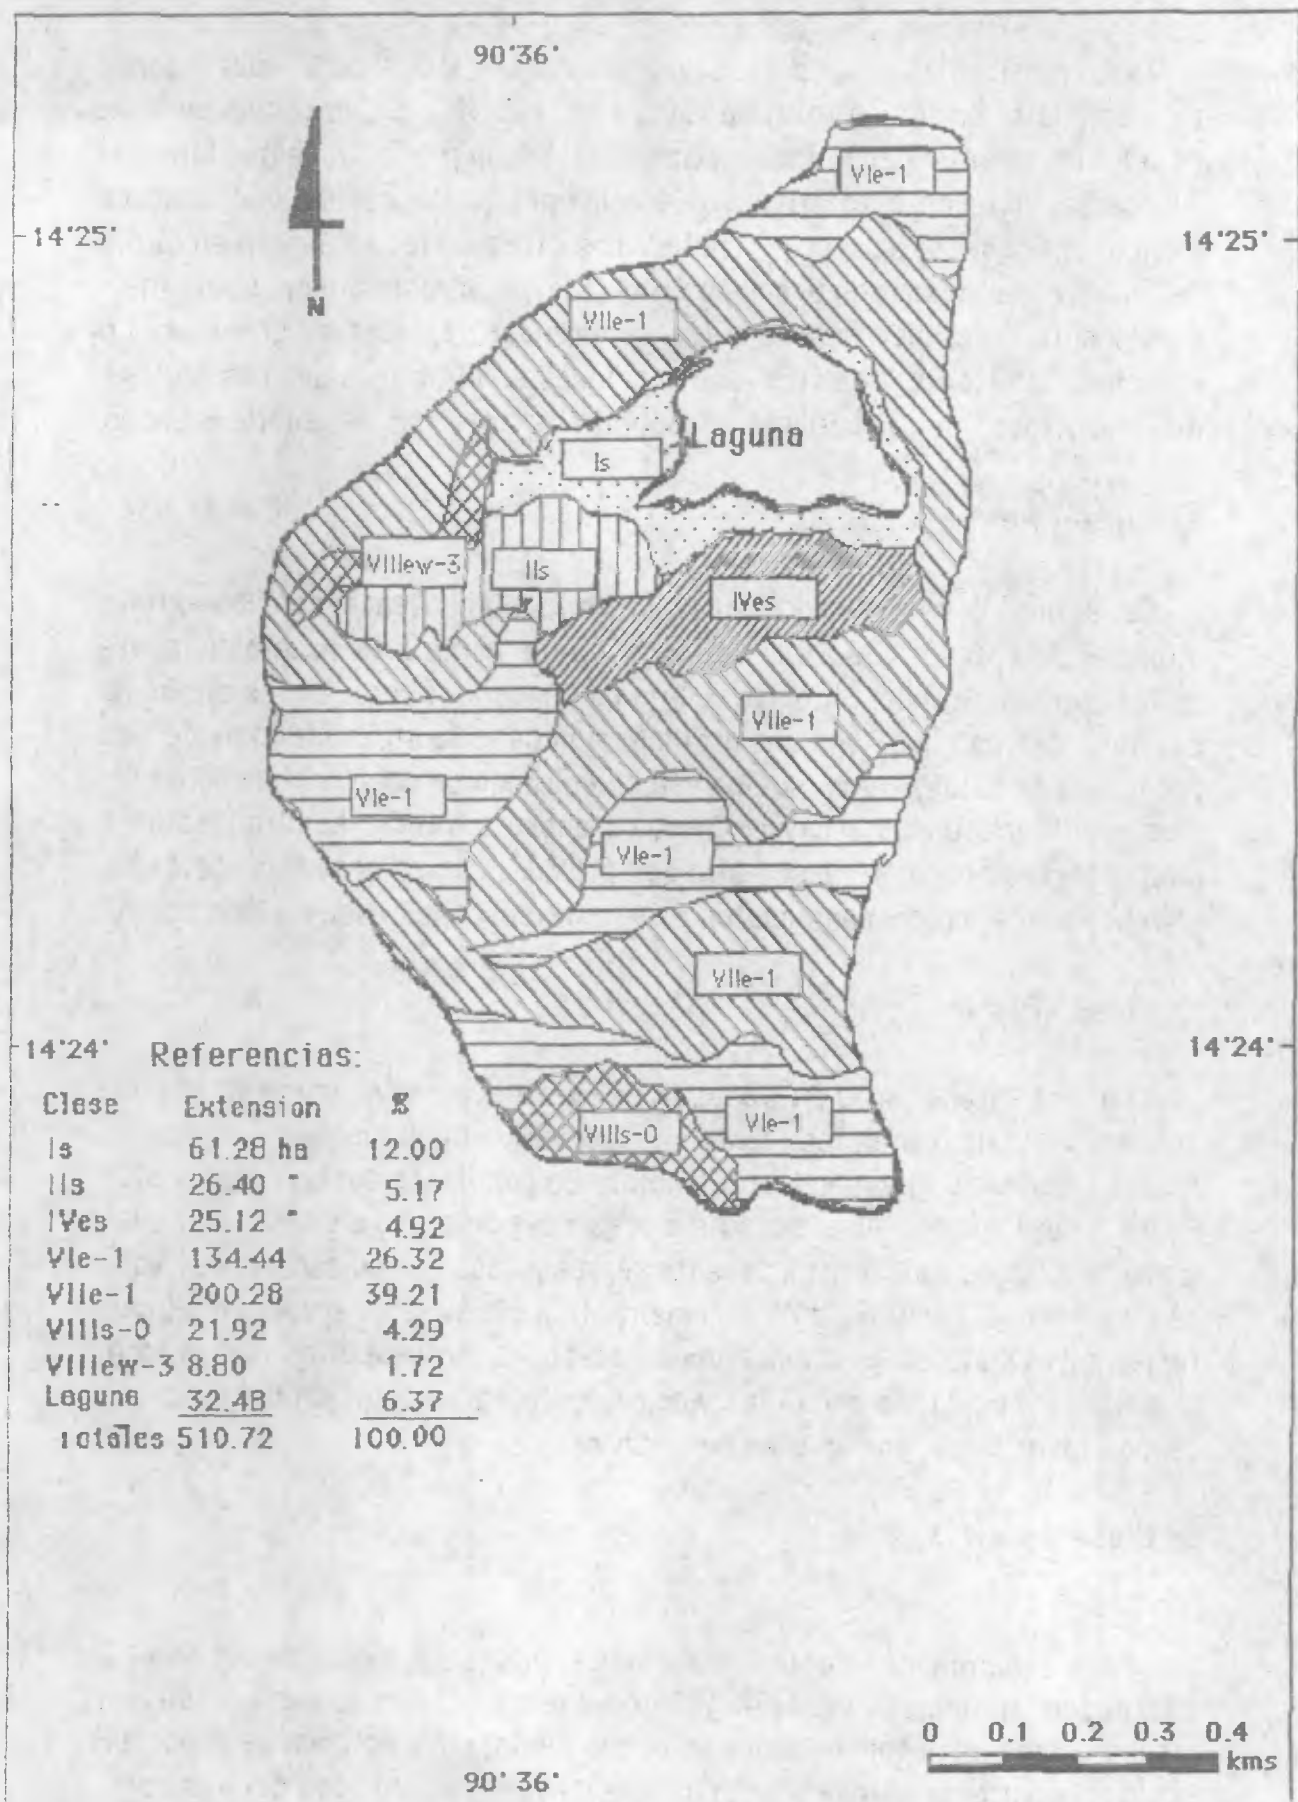 90°36'
VIe-1
14°25'
14°25'
N
VIIe-1
Laguna
Is
VIIIew-3
IIs
IVes
VIIe-1
VIe-1
VIe-1
VIIe-1
14°24'
14°24'
Referencias:
Clase Extension %
Is 61.28 ha 12.00
IIs 26.40 " 5.17
IVes 25.12 " 4.92
VIe-1 134.44 26.32
VIIe-1 200.28 39.21
VIIIs-0 21.92 4.29
VIIIew-3 8.80 1.72
Laguna 32.48 6.37
Totales 510.72 100.00
VIIIs-0
VIe-1
0 0.1 0.2 0.3 0.4
kms
90°36'